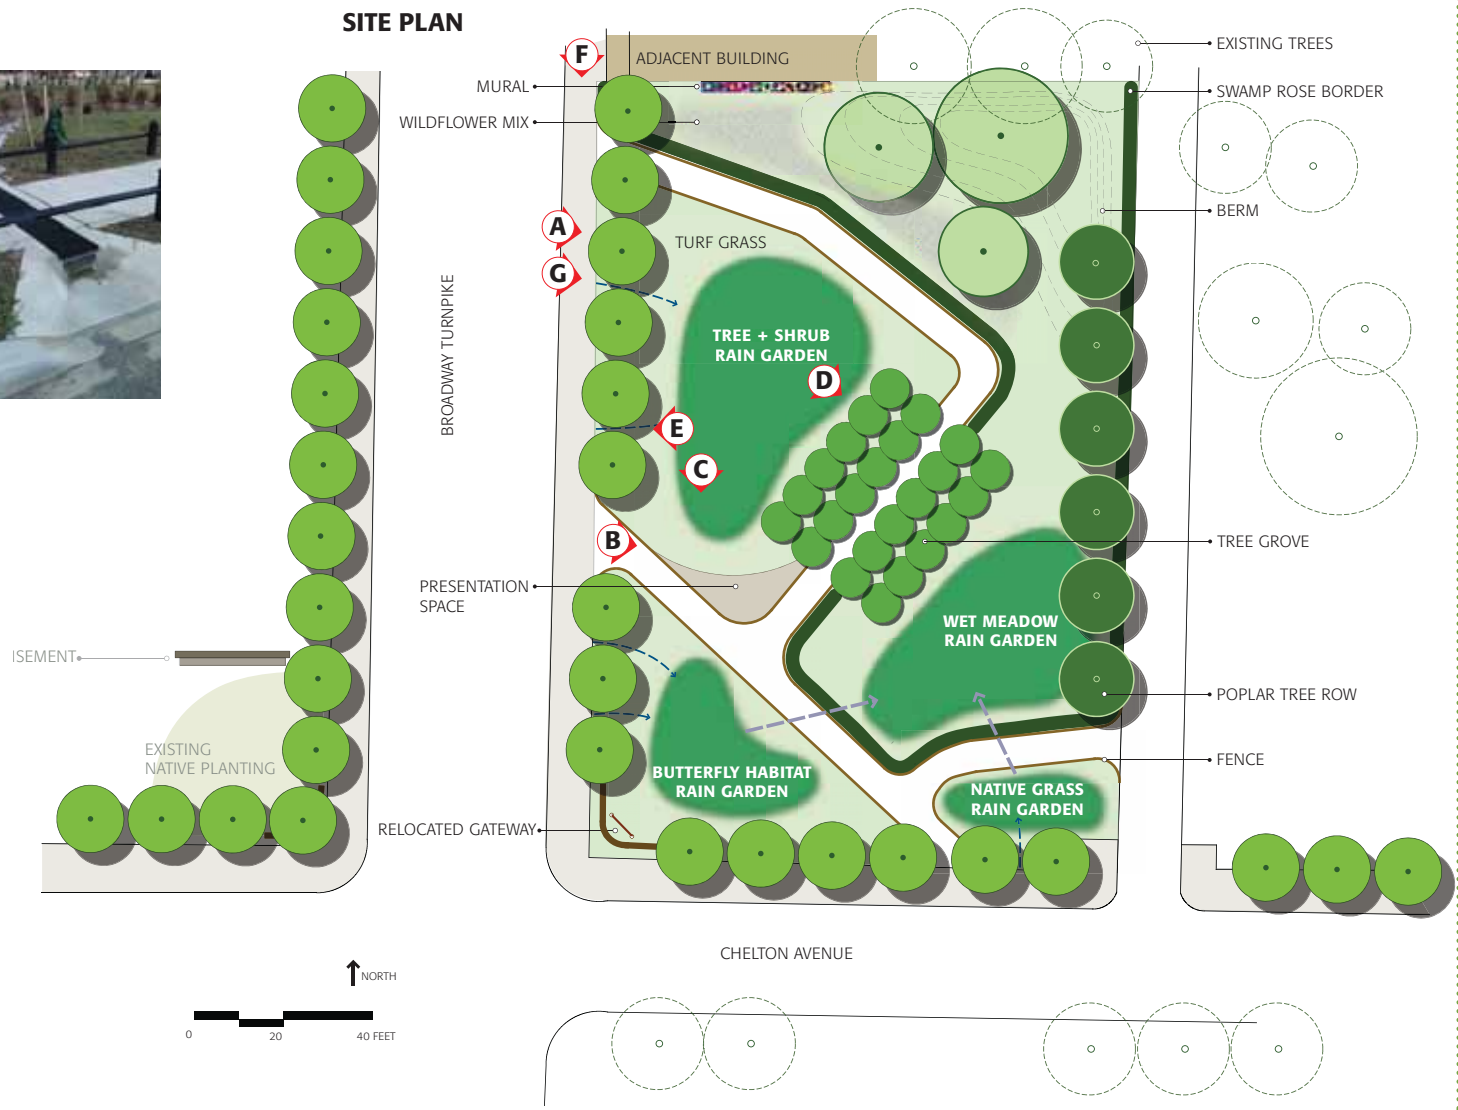 SITE PLAN
F
ADJACENT BUILDING
EXISTING TREES
MURAL
SWAMP ROSE BORDER
WILDFLOWER MIX
BERM
A
TURF GRASS
G
BROADWAY TURNPIKE
TREE + SHRUB
RAIN GARDEN
D
E
C
B
TREE GROVE
PRESENTATION
SPACE
WET MEADOW
RAIN GARDEN
ISEMENT
POPLAR TREE ROW
EXISTING
NATIVE PLANTING
FENCE
BUTTERFLY HABITAT
RAIN GARDEN
NATIVE GRASS
RAIN GARDEN
RELOCATED GATEWAY
CHELTON AVENUE
NORTH
0
20
40 FEET